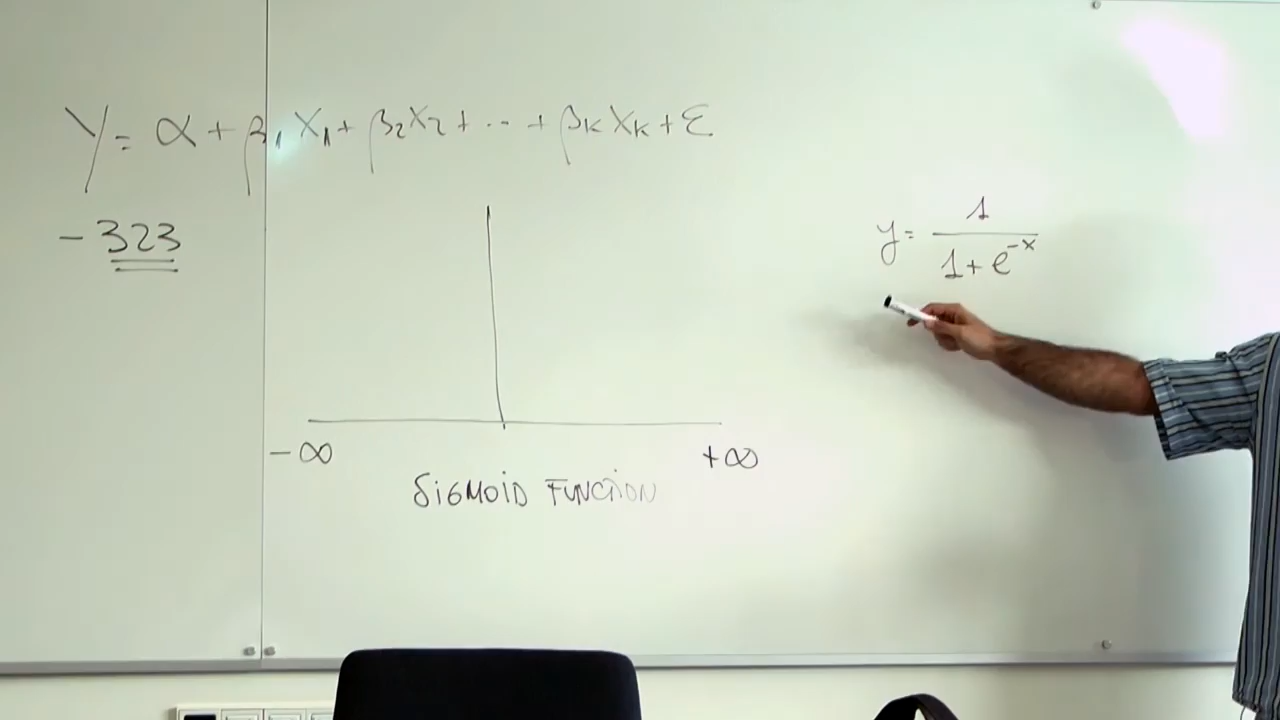 Y = α + β₁X₁ + β₂X₂ + ... + βₖXₖ + ε
-323
y = 1 / (1 + e^-x)
-∞ +∞
SIGMOID FUNCTION